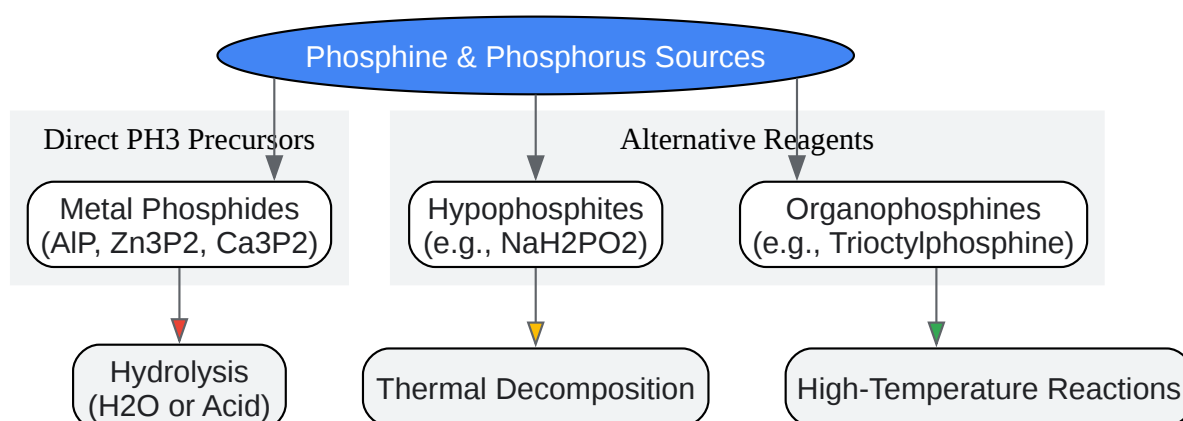 Phosphine & Phosphorus Sources
Direct PH3 Precursors
Alternative Reagents
Metal Phosphides
(AlP, Zn3P2, Ca3P2)
Hypophosphites
(e.g., NaH2PO2)
Organophosphines
(e.g., Trioctylphosphine)
Hydrolysis
(H2O or Acid)
Thermal Decomposition
High-Temperature Reactions